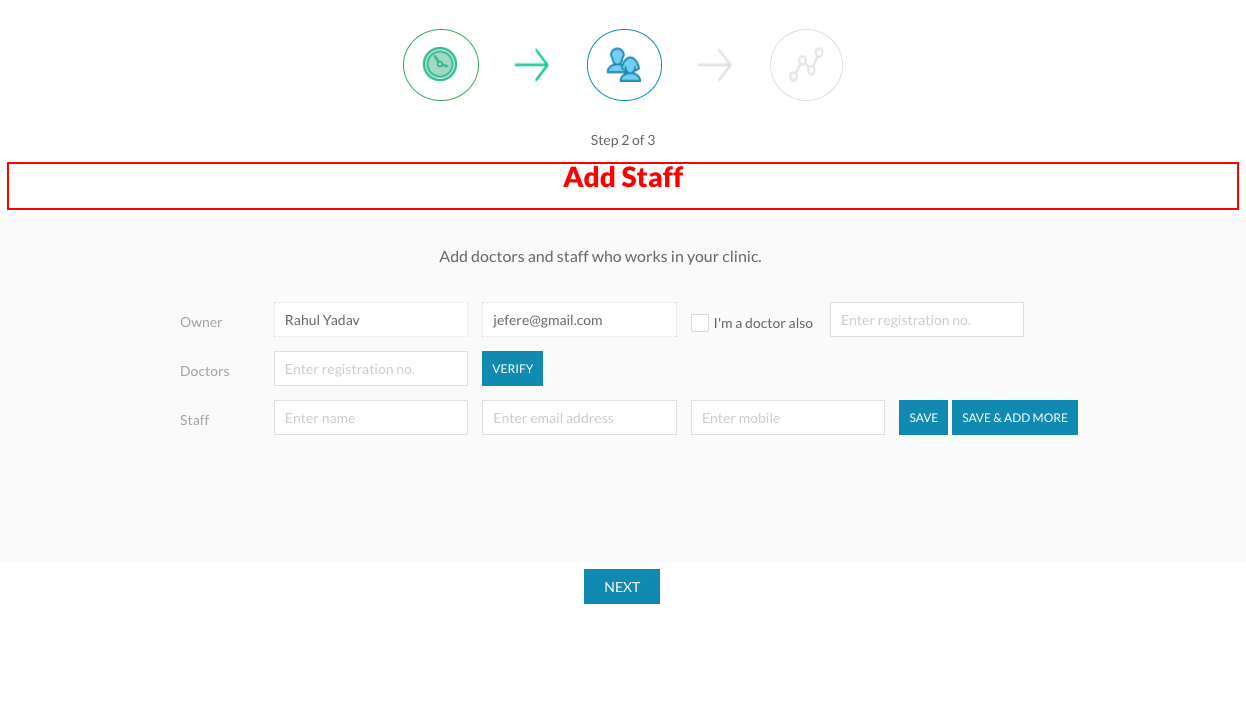 Step 2 of 3
Add Staff
Add doctors and staff who works in your clinic.
Owner Rahul Yadav jefere@gmail.com I'm a doctor also Enter registration no.
Doctors Enter registration no. VERIFY
Staff Enter name Enter email address Enter mobile SAVE SAVE & ADD MORE
NEXT